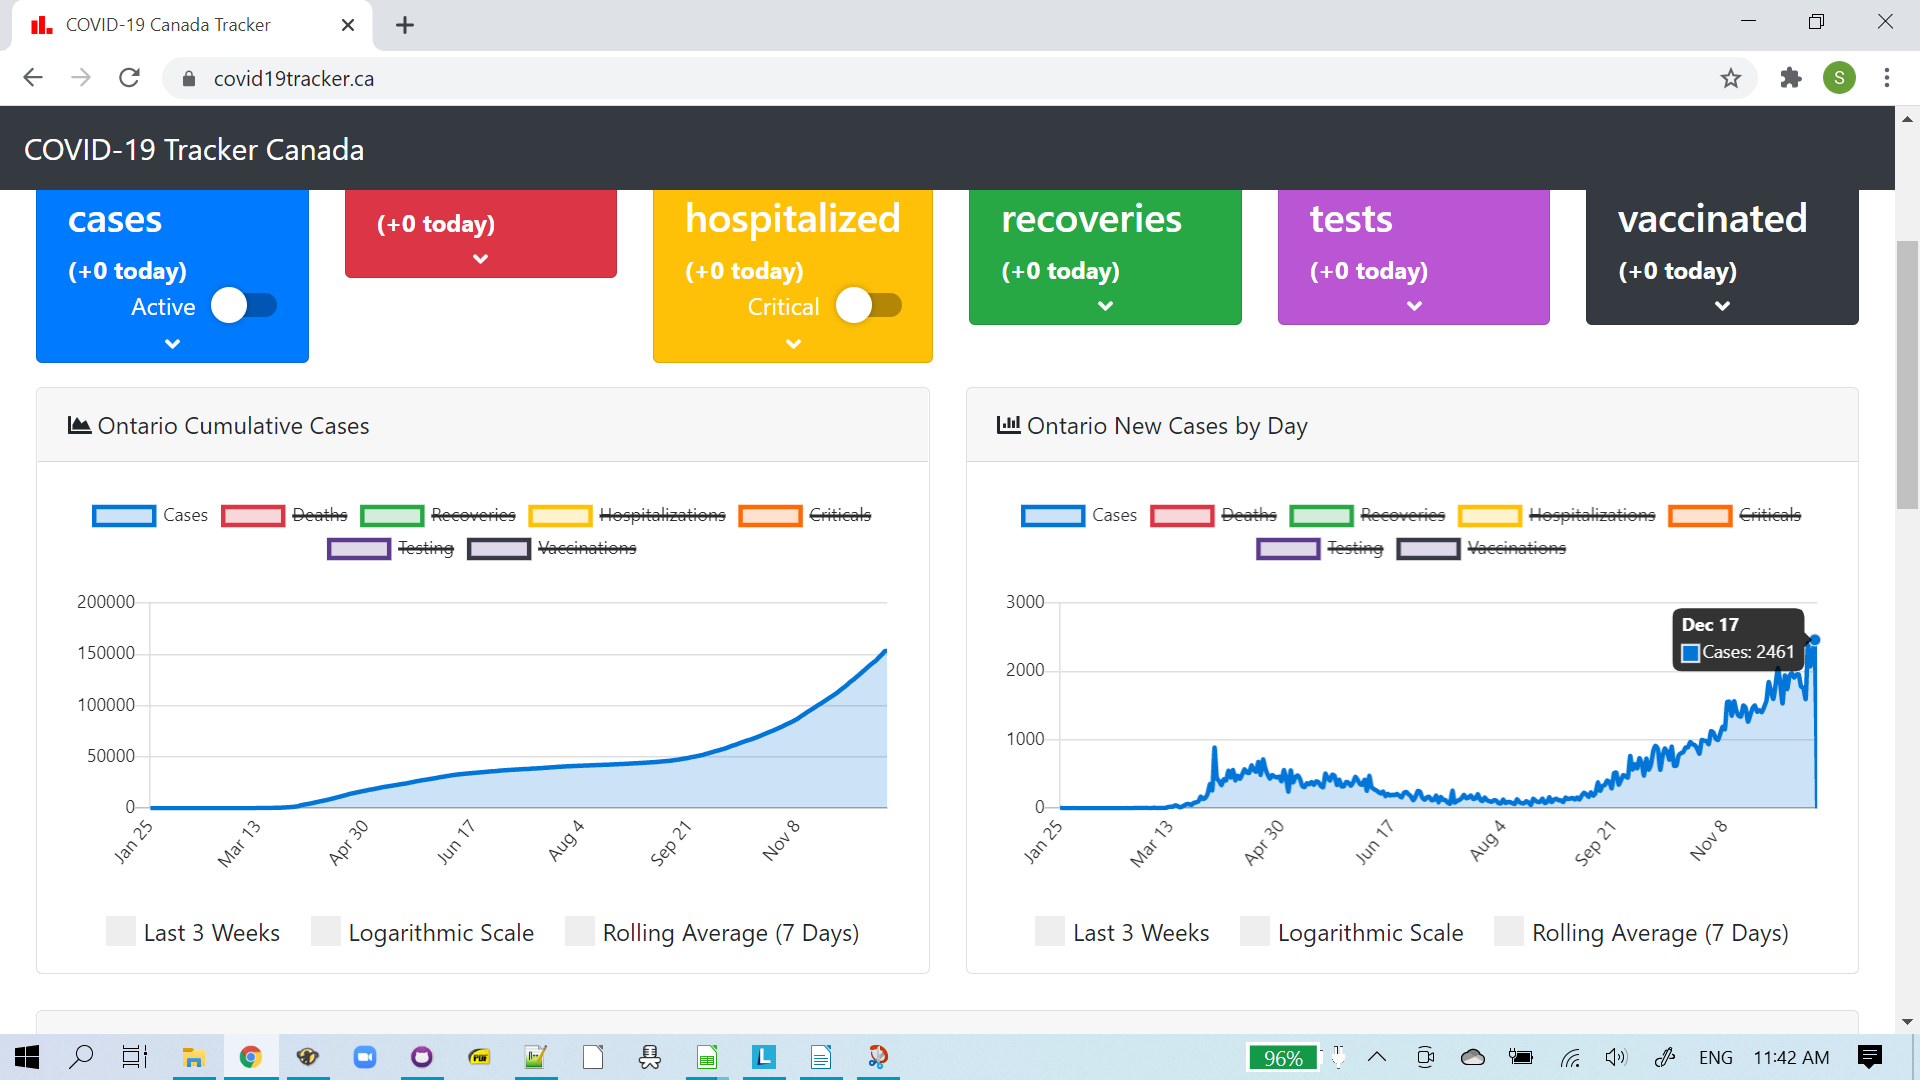 COVID-19 Canada Tracker
covid19tracker.ca
S
COVID-19 Tracker Canada
cases
(+0 today)
Active
(+0 today)
hospitalized
(+0 today)
Critical
recoveries
(+0 today)
tests
(+0 today)
vaccinated
(+0 today)
Ontario Cumulative Cases
Cases Deaths Recoveries Hospitalizations Criticals
Testing Vaccinations
200000
150000
100000
50000
0
Jan 25 Mar 13 Apr 30 Jun 17 Aug 4 Sep 21 Nov 8
Last 3 Weeks Logarithmic Scale Rolling Average (7 Days)
Ontario New Cases by Day
Cases Deaths Recoveries Hospitalizations Criticals
Testing Vaccinations
3000
2000
1000
0
Dec 17
Cases: 2461
Jan 25 Mar 13 Apr 30 Jun 17 Aug 4 Sep 21 Nov 8
Last 3 Weeks Logarithmic Scale Rolling Average (7 Days)
PDF
L
96%
ENG
11:42 AM